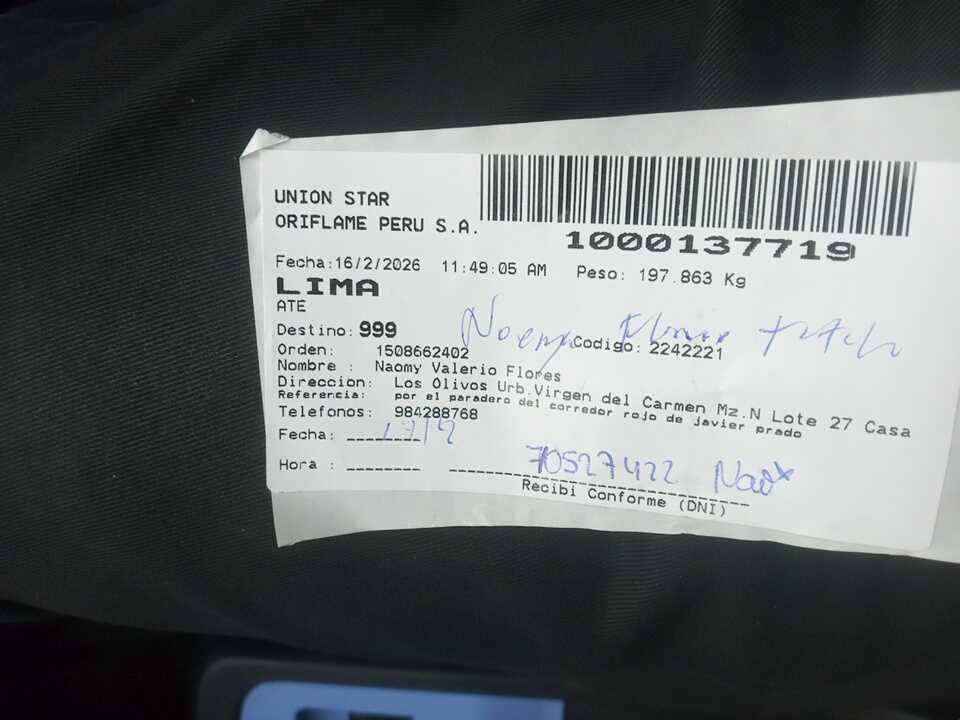 UNION STAR
ORIFLAME PERU S.A.
1000137719
Fecha:16/2/2026 11:49:05 AM Peso: 197.863 Kg
LIMA
ATE
Destino: 999
Codigo: 2242221
Orden: 1508662402
Nombre : Naomy Valerio Flores
Direccion: Los Olivos Urb.Virgen del Carmen Mz.N Lote 27 Casa
Referencia: por el paradero del corredor rojo de javier prado
Telefonos: 984288768
Fecha: 17/2
Hora : 70527422
Recibi Conforme (DNI)